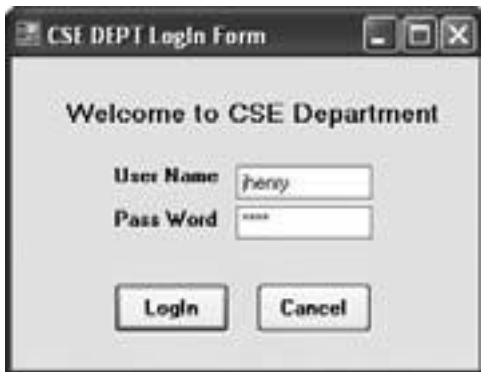 CSE DEPT LogIn Form
Welcome to CSE Department
User Name jhenry
Pass Word ****
LogIn Cancel